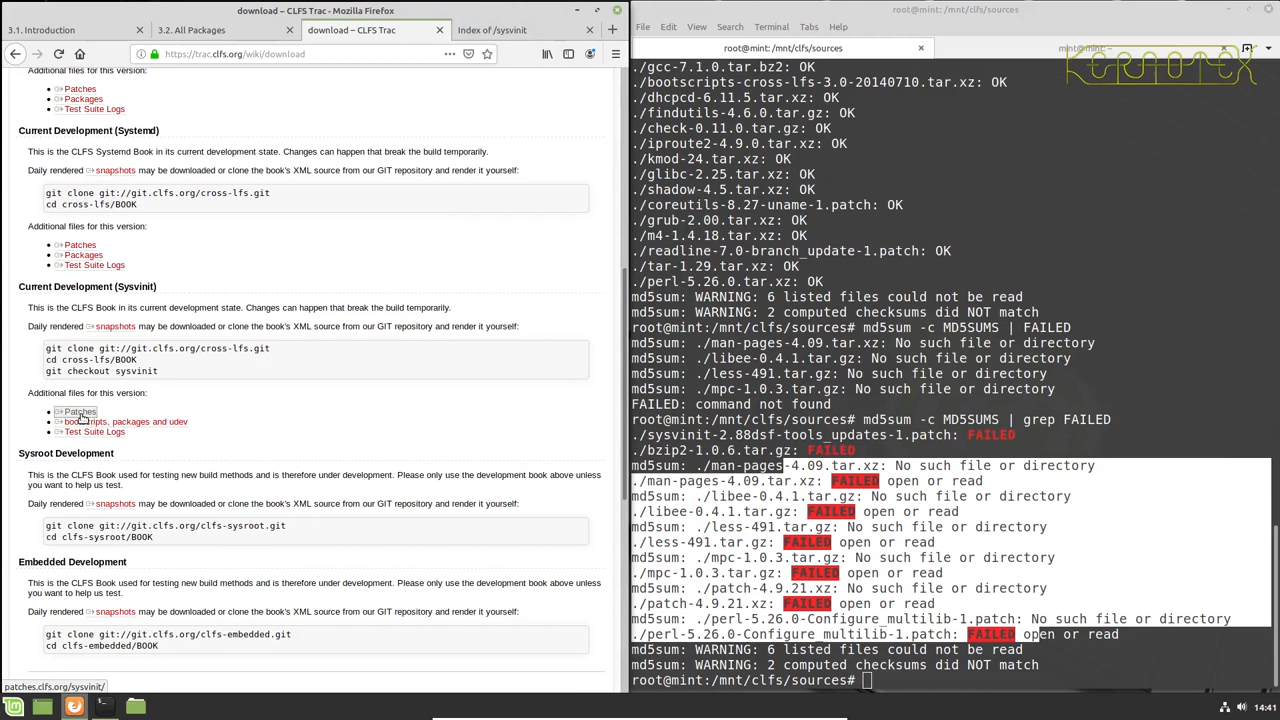 download – CLFS Trac - Mozilla Firefox
3.1. Introduction
3.2. All Packages
download – CLFS Trac
Index of /sysvinit
https://trac.clfs.org/wiki/download
Additional files for this version:
Patches
Packages
Test Suite Logs
Current Development (Systemd)
This is the CLFS Systemd Book in its current development state. Changes can happen that break the build temporarily.
Daily rendered snapshots may be downloaded or clone the book's XML source from our GIT repository and render it yourself:
git clone git://git.clfs.org/cross-lfs.git
cd cross-lfs/BOOK
Additional files for this version:
Patches
Packages
Test Suite Logs
Current Development (Sysvinit)
This is the CLFS Book in its current development state. Changes can happen that break the build temporarily.
Daily rendered snapshots may be downloaded or clone the book's XML source from our GIT repository and render it yourself:
git clone git://git.clfs.org/cross-lfs.git
cd cross-lfs/BOOK
git checkout sysvinit
Additional files for this version:
Patches
bootscripts, packages and udev
Test Suite Logs
Sysroot Development
This is the CLFS Book used for testing new build methods and is therefore under development. Please only use the development book above unless
you want to help us test.
Daily rendered snapshots may be downloaded or clone the book's XML source from our GIT repository and render it yourself:
git clone git://git.clfs.org/clfs-sysroot.git
cd clfs-sysroot/BOOK
Embedded Development
This is the CLFS Book used for testing new build methods and is therefore under development. Please only use the development book above unless
you want to help us test.
Daily rendered snapshots may be downloaded or clone the book's XML source from our GIT repository and render it yourself:
git clone git://git.clfs.org/clfs-embedded.git
cd clfs-embedded/BOOK
patches.clfs.org/sysvinit/
root@mint: /mnt/clfs/sources
File Edit View Search Terminal Tabs Help
root@mint: /mnt/clfs/sources
root@mint: ~
./gcc-7.1.0.tar.bz2: OK
./bootscripts-cross-lfs-3.0-20140710.tar.xz: OK
./dhcpcd-6.11.5.tar.xz: OK
./findutils-4.6.0.tar.gz: OK
./check-0.11.0.tar.gz: OK
./iproute2-4.9.0.tar.xz: OK
./kmod-24.tar.xz: OK
./glibc-2.25.tar.xz: OK
./shadow-4.5.tar.xz: OK
./coreutils-8.27-uname-1.patch: OK
./grub-2.00.tar.xz: OK
./m4-1.4.18.tar.xz: OK
./readline-7.0-branch_update-1.patch: OK
./tar-1.29.tar.xz: OK
./perl-5.26.0.tar.xz: OK
md5sum: WARNING: 6 listed files could not be read
md5sum: WARNING: 2 computed checksums did NOT match
root@mint:/mnt/clfs/sources# md5sum -c MD5SUMS | FAILED
md5sum: ./man-pages-4.09.tar.xz: No such file or directory
md5sum: ./libee-0.4.1.tar.gz: No such file or directory
md5sum: ./less-491.tar.gz: No such file or directory
md5sum: ./mpc-1.0.3.tar.gz: No such file or directory
FAILED: command not found
root@mint:/mnt/clfs/sources# md5sum -c MD5SUMS | grep FAILED
./sysvinit-2.88dsf-tools_updates-1.patch: FAILED
./bzip2-1.0.6.tar.gz: FAILED
md5sum: ./man-pages-4.09.tar.xz: No such file or directory
./man-pages-4.09.tar.xz: FAILED open or read
md5sum: ./libee-0.4.1.tar.gz: No such file or directory
./libee-0.4.1.tar.gz: FAILED open or read
md5sum: ./less-491.tar.gz: No such file or directory
./less-491.tar.gz: FAILED open or read
md5sum: ./mpc-1.0.3.tar.gz: No such file or directory
./mpc-1.0.3.tar.gz: FAILED open or read
md5sum: ./patch-4.9.21.xz: No such file or directory
./patch-4.9.21.xz: FAILED open or read
md5sum: ./perl-5.26.0-Configure_multilib-1.patch: No such file or directory
./perl-5.26.0-Configure_multilib-1.patch: FAILED open or read
md5sum: WARNING: 6 listed files could not be read
md5sum: WARNING: 2 computed checksums did NOT match
root@mint:/mnt/clfs/sources#
14:41